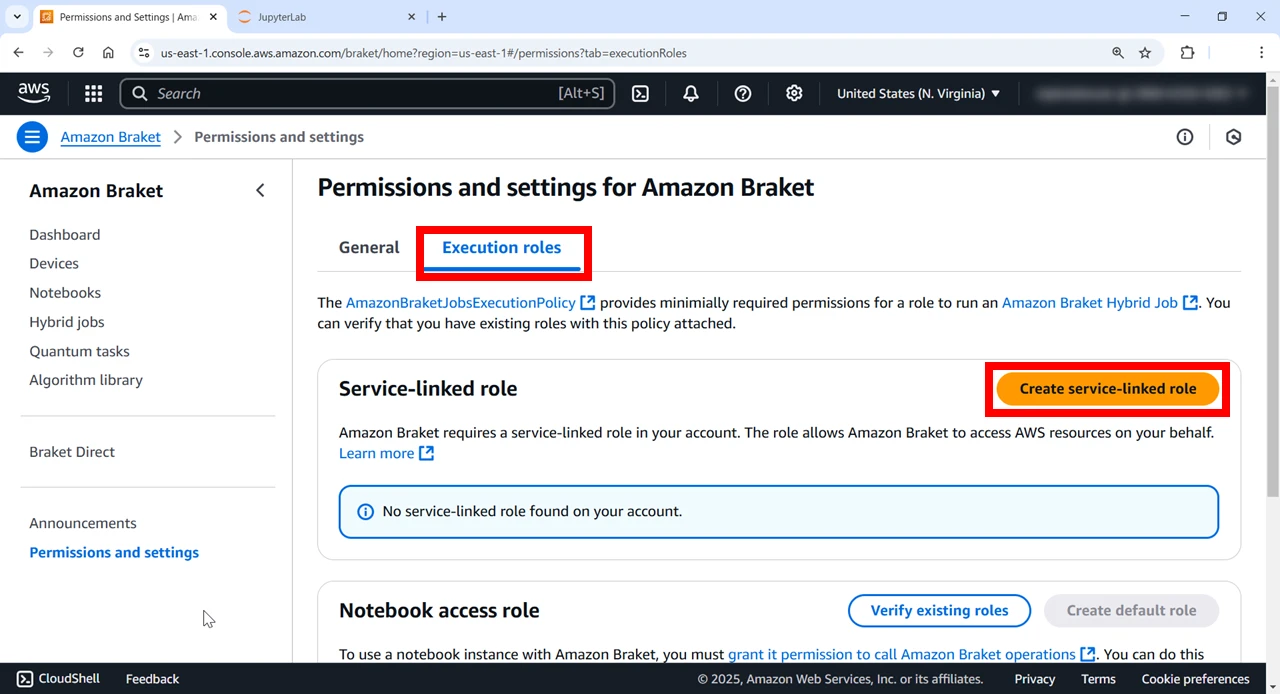 Permissions and Settings | Ama
JupyterLab
us-east-1.console.aws.amazon.com/braket/home?region=us-east-1#/permissions?tab=executionRoles
aws
Search
[Alt+S]
United States (N. Virginia)
Amazon Braket
Permissions and settings
Amazon Braket
Dashboard
Devices
Notebooks
Hybrid jobs
Quantum tasks
Algorithm library
Braket Direct
Announcements
Permissions and settings
Permissions and settings for Amazon Braket
General
Execution roles
The AmazonBraketJobsExecutionPolicy provides minimally required permissions for a role to run an Amazon Braket Hybrid Job. You
can verify that you have existing roles with this policy attached.
Service-linked role
Create service-linked role
Amazon Braket requires a service-linked role in your account. The role allows Amazon Braket to access AWS resources on your behalf.
Learn more
No service-linked role found on your account.
Notebook access role
Verify existing roles
Create default role
To use a notebook instance with Amazon Braket, you must grant it permission to call Amazon Braket operations. You can do this
CloudShell
Feedback
© 2025, Amazon Web Services, Inc. or its affiliates.
Privacy
Terms
Cookie preferences